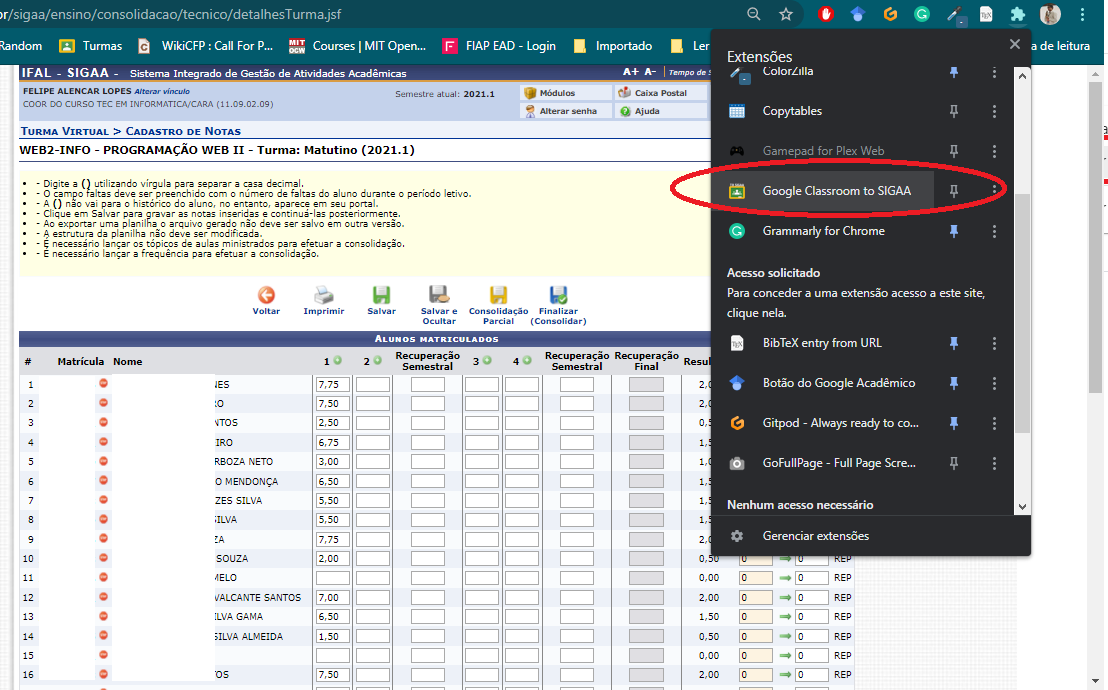 or/sigaa/ensino/consolidacao/tecnico/detalhesTurma.jsf
Random Turmas WikiCFP : Call For P... Courses | MIT Open... FIAP EAD - Login Importado Ler
a de leitura
IFAL - SIGAA - Sistema Integrado de Gestão de Atividades Acadêmicas A+ A- Tempo de S
FELIPE ALENCAR LOPES Alterar vínculo
COOR DO CURSO TEC EM INFORMATICA/CARA (11.09.02.09)
Semestre atual: 2021.1
Módulos Caixa Postal
Alterar senha Ajuda
Turma Virtual > Cadastro de Notas
WEB2-INFO - PROGRAMAÇÃO WEB II - Turma: Matutino (2021.1)
- Digite a () utilizando vírgula para separar a casa decimal.
- O campo faltas deve ser preenchido com o número de faltas do aluno durante o período letivo.
- A () não vai para o histórico do aluno, no entanto, aparece em seu portal.
- Clique em Salvar para gravar as notas inseridas e continuá-las posteriormente.
- Ao exportar uma planilha o arquivo gerado não deve ser salvo em outra versão.
- A estrutura da planilha não deve ser modificada.
- É necessário lançar os tópicos de aulas ministrados para efetuar a consolidação.
- É necessário lançar a frequência para efetuar a consolidação.
Voltar Imprimir Salvar Salvar e Ocultar Consolidação Parcial Finalizar (Consolidar)
Alunos matriculados
# Matrícula Nome 1 2 Recuperação Semestral 3 4 Recuperação Semestral Recuperação Final Resul
1 NES 7,75 2,0
2 RO 7,50 2,0
3 NTOS 2,50 0,5
4 EIRO 6,75 1,5
5 RBOZA NETO 3,00 1,0
6 O MENDONÇA 6,50 1,5
7 ZES SILVA 5,50 1,5
8 SILVA 5,50 1,5
9 ZA 7,75 2,0
10 SOUZA 2,00 0,50 0 0 REP
11 MELO 0,00 0 0 REP
12 VALCANTE SANTOS 7,00 2,00 0 0 REP
13 ILVA GAMA 6,50 1,50 0 0 REP
14 SILVA ALMEIDA 1,50 0,50 0 0 REP
15 0,00 0 0 REP
16 TOS 7,50 2,00 0 0 REP
Extensões
ColorZilla
Copytables
Gamepad for Plex Web
Google Classroom to SIGAA
Grammarly for Chrome
Acesso solicitado
Para conceder a uma extensão acesso a este site,
clique nela.
BibTeX entry from URL
Botão do Google Acadêmico
Gitpod - Always ready to co...
GoFullPage - Full Page Scre...
Nenhum acesso necessário
Gerenciar extensões